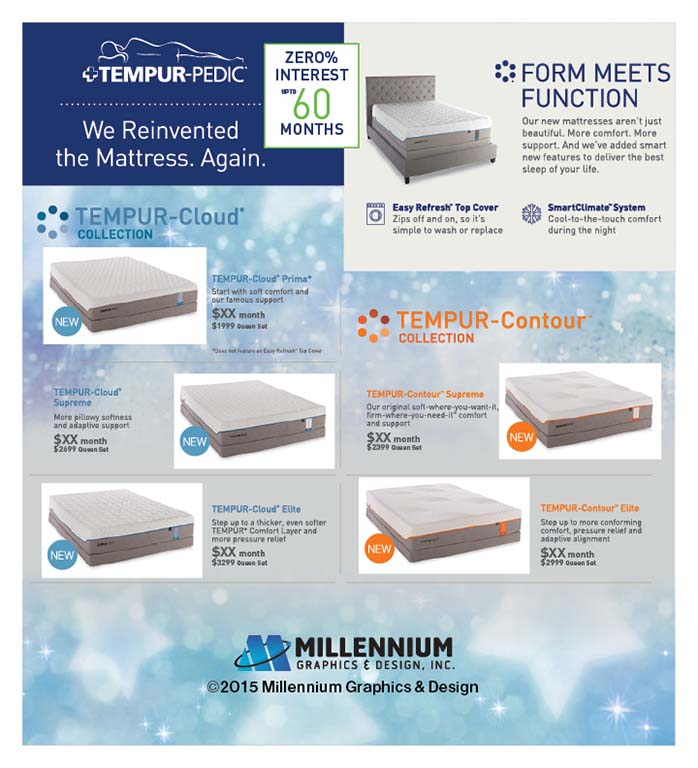 TEMPUR-PEDIC
We Reinvented
the Mattress. Again.
ZERO%
INTEREST
UP TO
60
MONTHS
FORM MEETS
FUNCTION
Our new mattresses aren't just
beautiful. More comfort. More
support. And we've added smart
new features to deliver the best
sleep of your life.
Easy Refresh™ Top Cover
Zips off and on, so it's
simple to wash or replace
SmartClimate™ System
Cool-to-the-touch comfort
during the night
TEMPUR-Cloud®
COLLECTION
NEW
TEMPUR-Cloud® Prima*
Start with soft comfort and
our famous support
$XX month
$1999 Queen Set
*Does not feature an Easy Refresh™ Top Cover
TEMPUR-Cloud®
Supreme
More pillowy softness
and adaptive support
$XX month
$2699 Queen Set
NEW
NEW
TEMPUR-Cloud® Elite
Step up to a thicker, even softer
TEMPUR® Comfort Layer and
more pressure relief
$XX month
$3299 Queen Set
TEMPUR-Contour™
COLLECTION
TEMPUR-Contour™ Supreme
Our original soft-where-you-want-it,
firm-where-you-need-it® comfort
and support
$XX month
$2399 Queen Set
NEW
NEW
TEMPUR-Contour™ Elite
Step up to more conforming
comfort, pressure relief and
adaptive alignment
$XX month
$2999 Queen Set
MILLENNIUM
GRAPHICS & DESIGN, INC.
©2015 Millennium Graphics & Design